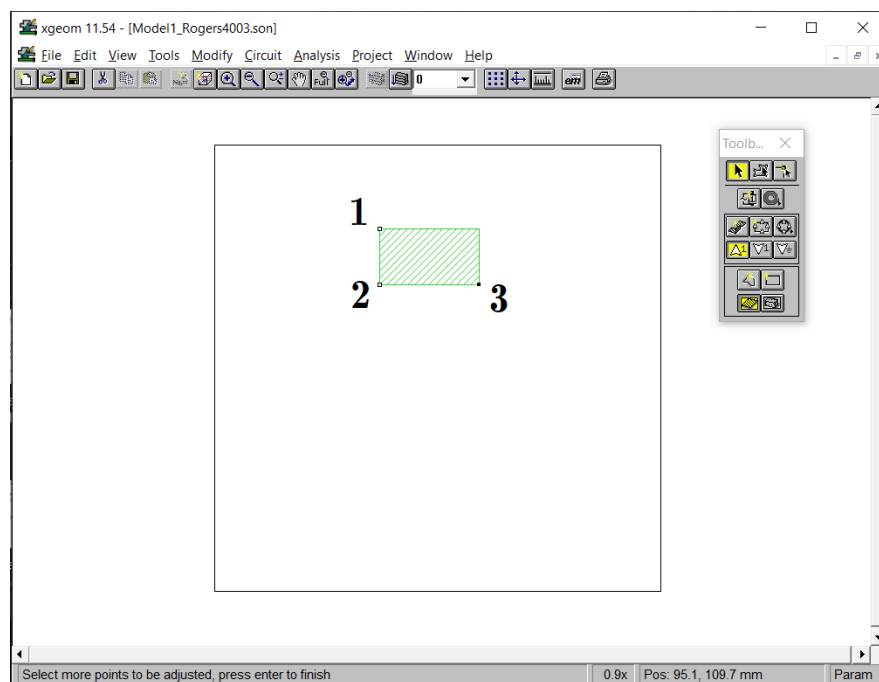 xgeom 11.54 - [Model1_Rogers4003.son]
File Edit View Tools Modify Circuit Analysis Project Window Help
Full 0 em
Toolb...
1
2
3
Select more points to be adjusted, press enter to finish 0.9x Pos: 95.1, 109.7 mm Param